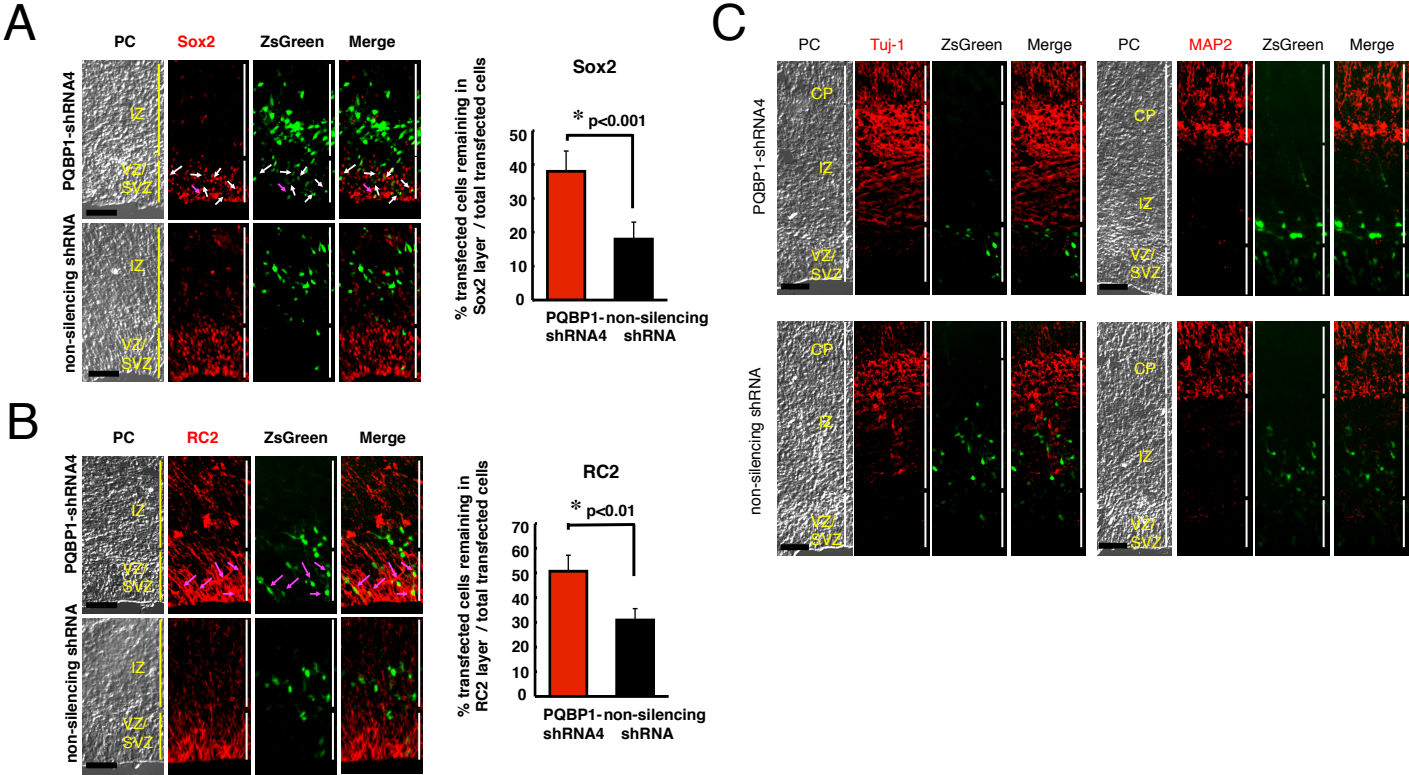 A
PC Sox2 ZsGreen Merge
PQBP1-shRNA4
IZ
VZ/
SVZ
non-silencing shRNA
IZ
VZ/
SVZ
Sox2
* p<0.001
% transfected cells remaining in
Sox2 layer / total transfected cells
50
40
30
20
10
0
PQBP1- non-silencing
shRNA4 shRNA
B
PC RC2 ZsGreen Merge
PQBP1-shRNA4
IZ
VZ/
SVZ
non-silencing shRNA
IZ
VZ/
SVZ
RC2
* p<0.01
% transfected cells remaining in
RC2 layer / total transfected cells
70
60
50
40
30
20
10
0
PQBP1- non-silencing
shRNA4 shRNA
C
PC Tuj-1 ZsGreen Merge PC MAP2 ZsGreen Merge
PQBP1-shRNA4
CP
IZ
VZ/
SVZ
CP
IZ
VZ/
SVZ
non-silencing shRNA
CP
IZ
VZ/
SVZ
CP
IZ
VZ/
SVZ